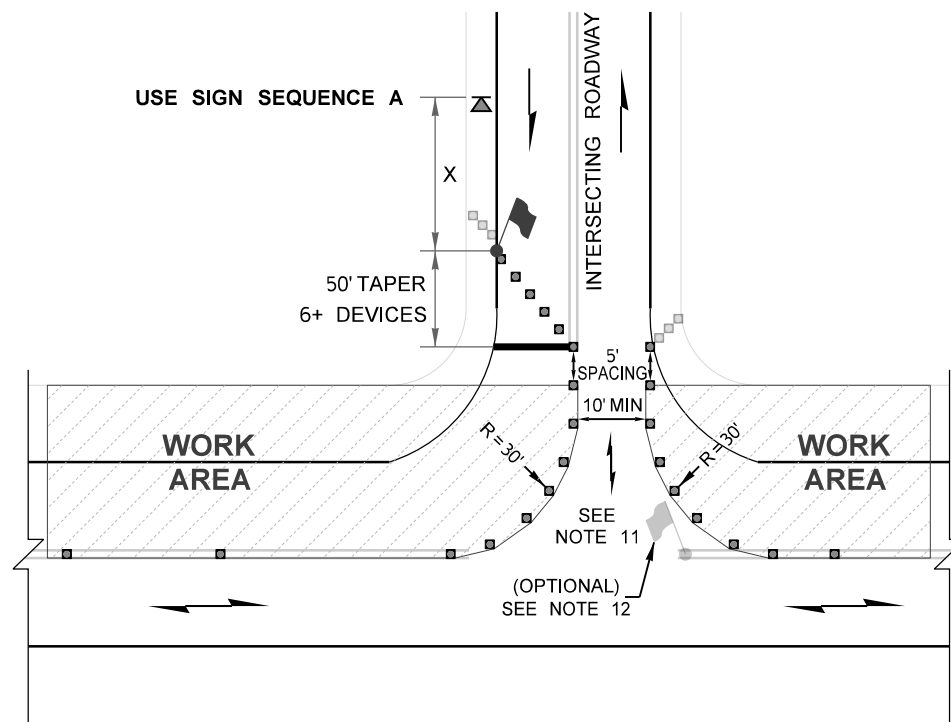 USE SIGN SEQUENCE A
X
INTERSECTING ROADWAY
50' TAPER
6+ DEVICES
5'
SPACING
10' MIN
WORK
AREA
R = 30'
R = 30'
WORK
AREA
SEE
NOTE 11
(OPTIONAL)
SEE NOTE 12